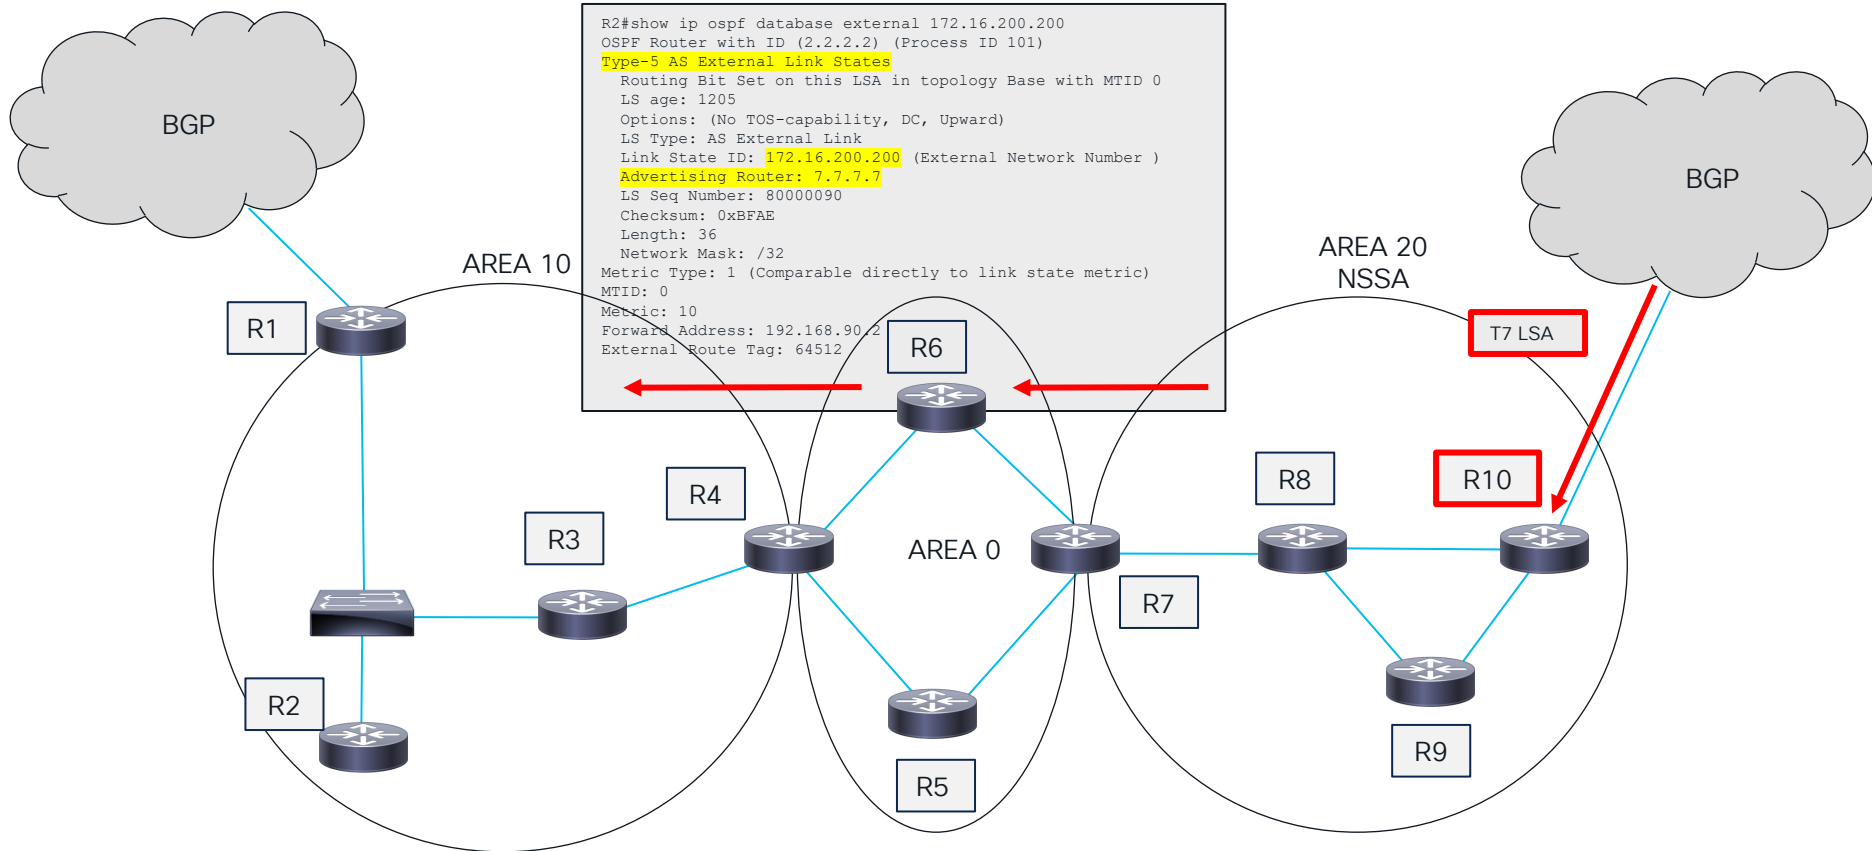 R2#show ip ospf database external 172.16.200.200
OSPF Router with ID (2.2.2.2) (Process ID 101)
Type-5 AS External Link States
Routing Bit Set on this LSA in topology Base with MTID 0
LS age: 1205
Options: (No TOS-capability, DC, Upward)
LS Type: AS External Link
Link State ID: 172.16.200.200 (External Network Number )
Advertising Router: 7.7.7.7
LS Seq Number: 80000090
Checksum: 0xBFAE
Length: 36
Network Mask: /32
Metric Type: 1 (Comparable directly to link state metric)
MTID: 0
Metric: 10
Forward Address: 192.168.90.2
External Route Tag: 64512
BGP
BGP
AREA 10
AREA 20
NSSA
R1
T7 LSA
R6
R4
R8
R10
R3
AREA 0
R7
R2
R5
R9